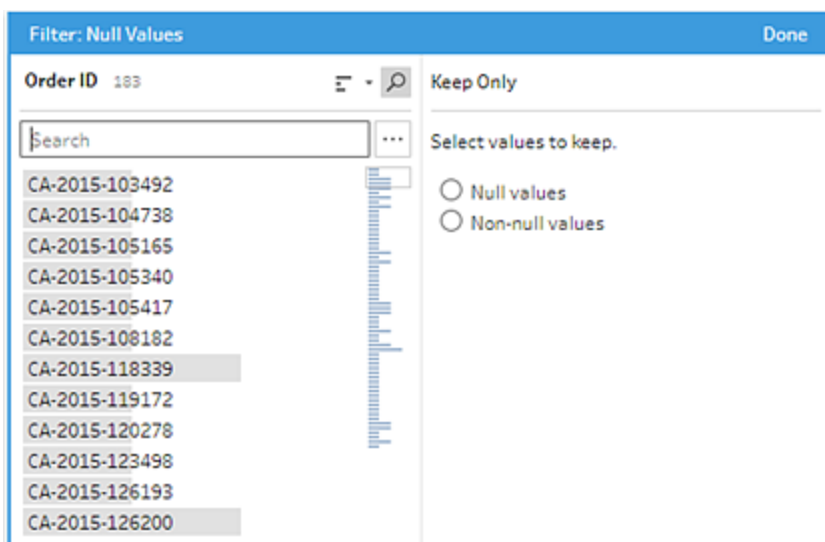 Filter: Null Values Done
Order ID 183
Search
...
CA-2015-103492
CA-2015-104738
CA-2015-105165
CA-2015-105340
CA-2015-105417
CA-2015-108182
CA-2015-118339
CA-2015-119172
CA-2015-120278
CA-2015-123498
CA-2015-126193
CA-2015-126200
Keep Only
Select values to keep.
Null values
Non-null values